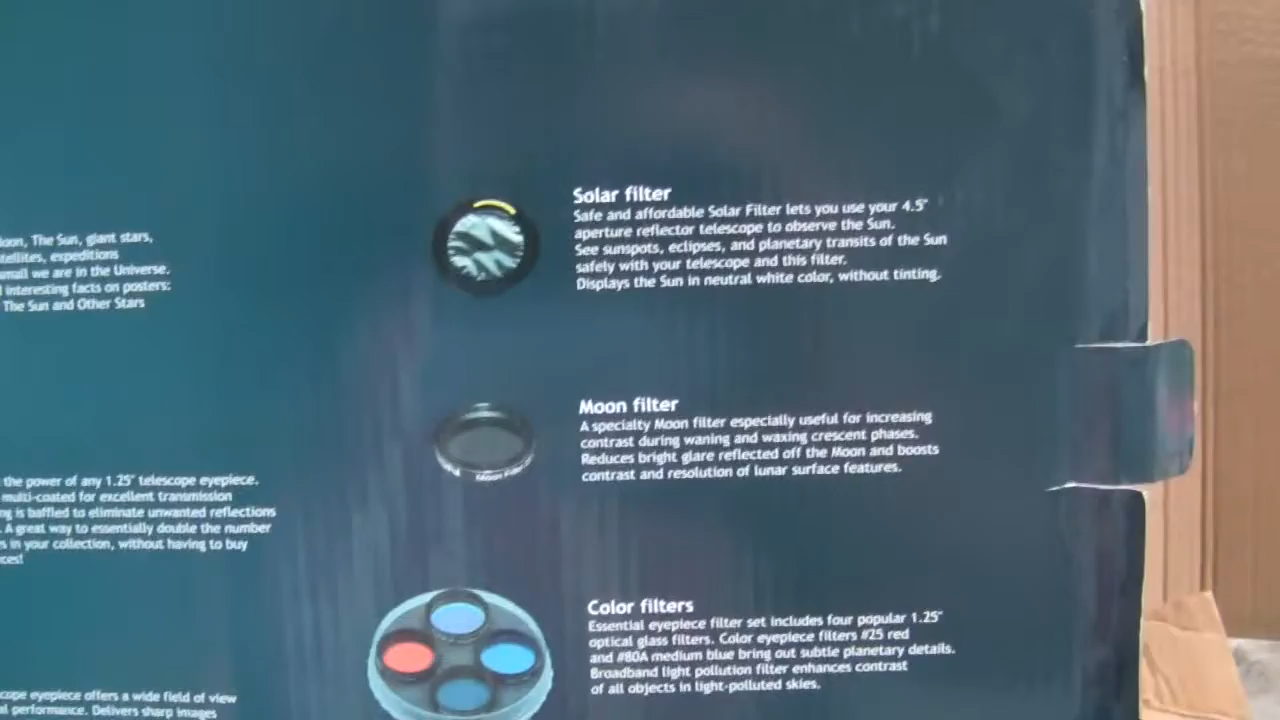 oon, The Sun, giant stars,
tellites, expeditions
small we are in the Universe.
l interesting facts on posters:
The Sun and Other Stars
the power of any 1.25" telescope eyepiece.
multi-coated for excellent transmission
ng is baffled to eliminate unwanted reflections
. A great way to essentially double the number
s in your collection, without having to buy
ces!
cope eyepiece offers a wide field of view
al performance. Delivers sharp images
Solar filter
Safe and affordable Solar Filter lets you use your 4.5"
aperture reflector telescope to observe the Sun.
See sunspots, eclipses, and planetary transits of the Sun
safely with your telescope and this filter.
Displays the Sun in neutral white color, without tinting.
Moon filter
A specialty Moon filter especially useful for increasing
contrast during waning and waxing crescent phases.
Reduces bright glare reflected off the Moon and boosts
contrast and resolution of lunar surface features.
Moon Filter
Color filters
Essential eyepiece filter set includes four popular 1.25"
optical glass filters. Color eyepiece filters #25 red
and #80A medium blue bring out subtle planetary details.
Broadband light pollution filter enhances contrast
of all objects in light-polluted skies.